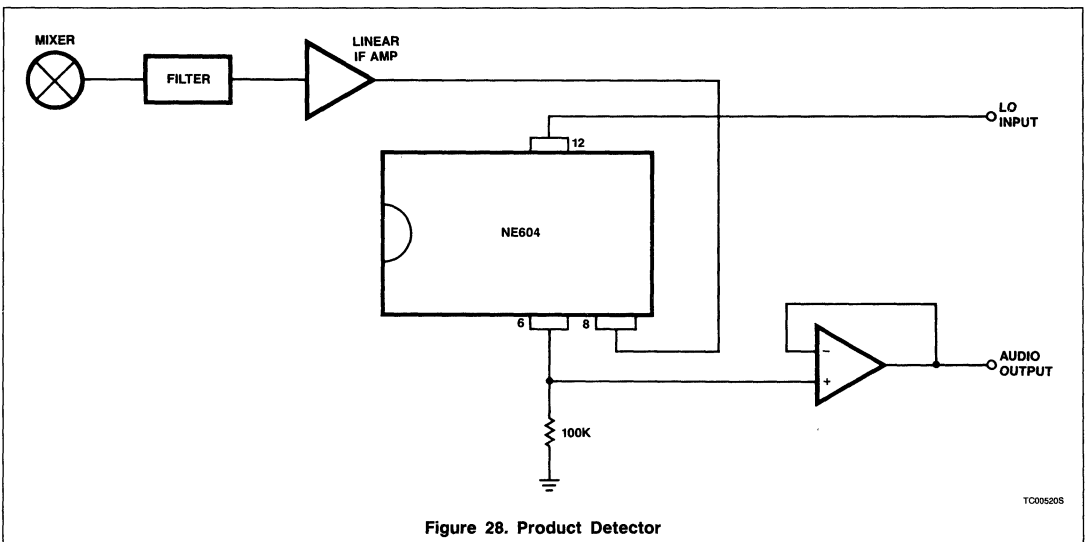 MIXER
FILTER
LINEAR
IF AMP
LO
INPUT
12
NE604
6
8
−
+
AUDIO
OUTPUT
100K
TC00520S
Figure 28. Product Detector